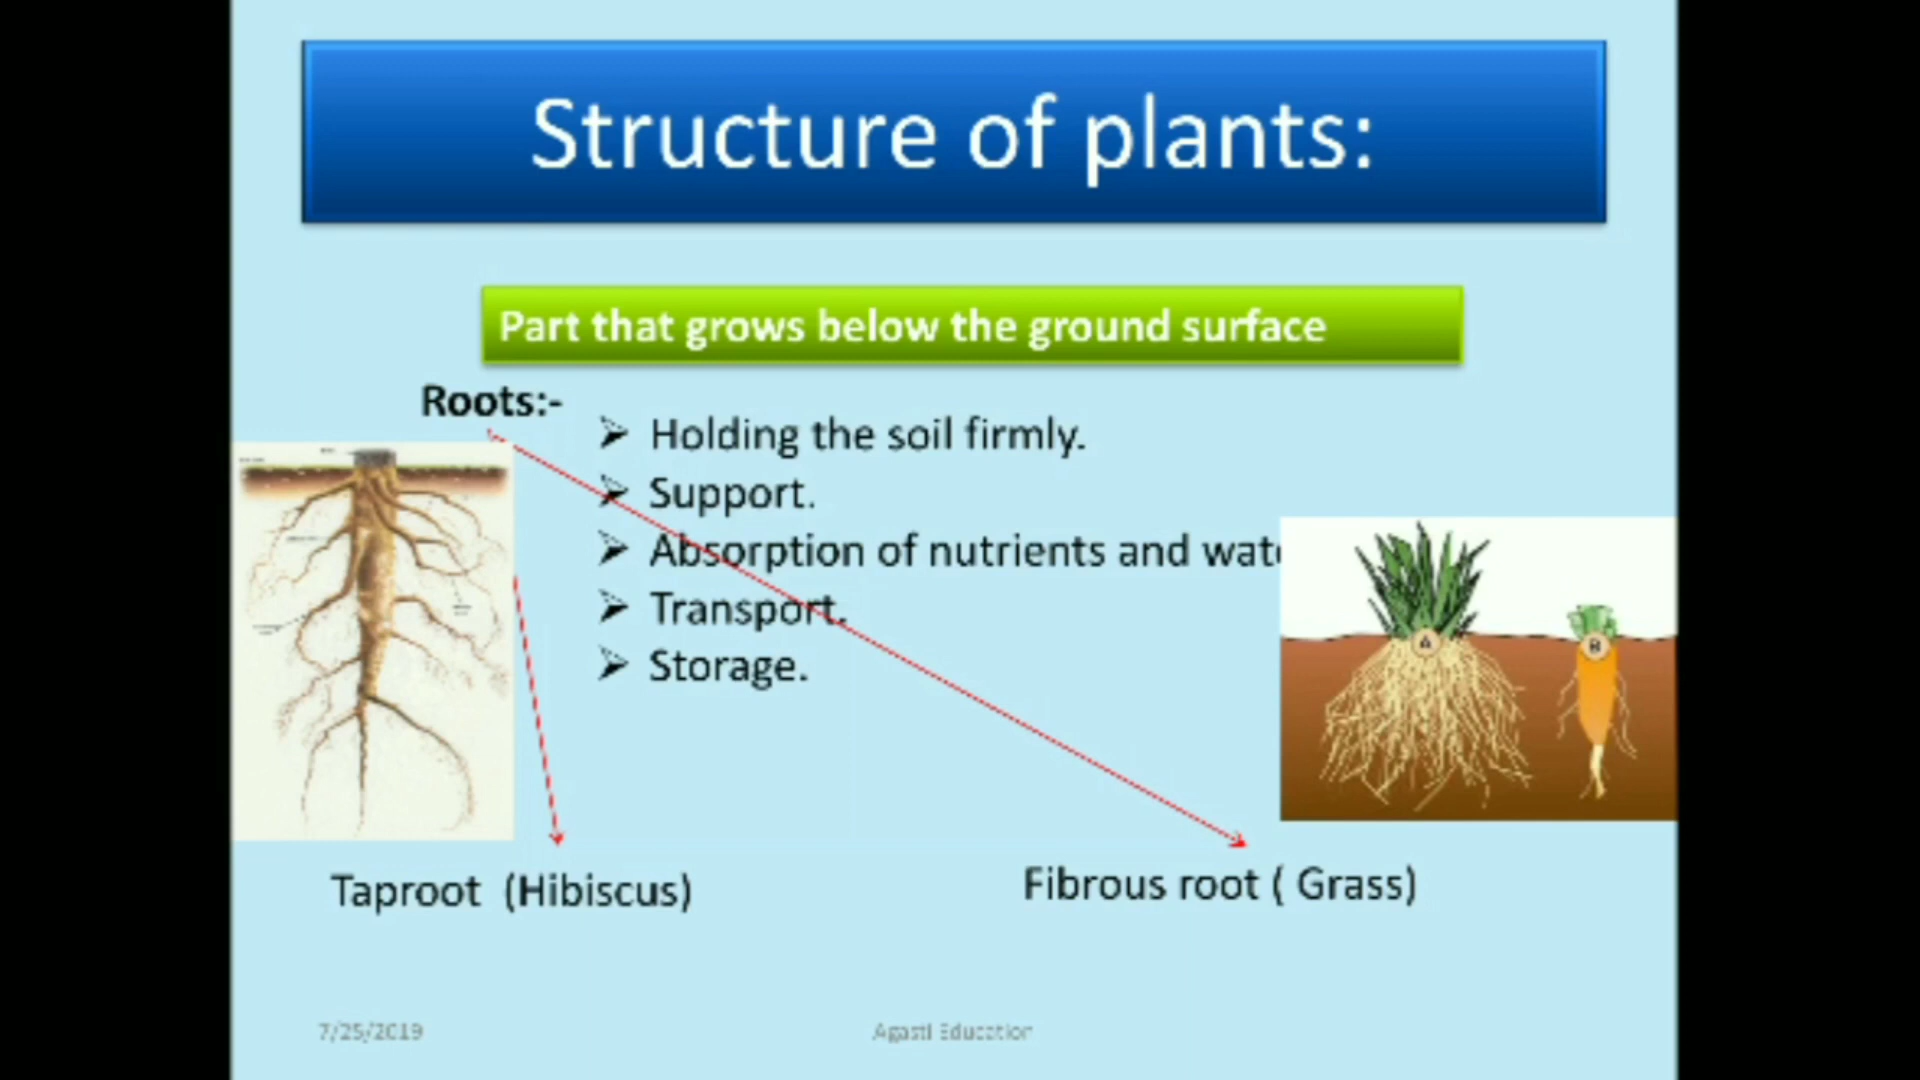 Structure of plants:
Part that grows below the ground surface
Roots:-
Holding the soil firmly.
Support.
Absorption of nutrients and wate
Transport.
Storage.
A
B
Taproot (Hibiscus)
Fibrous root ( Grass)
7/25/2019
Agasti Education